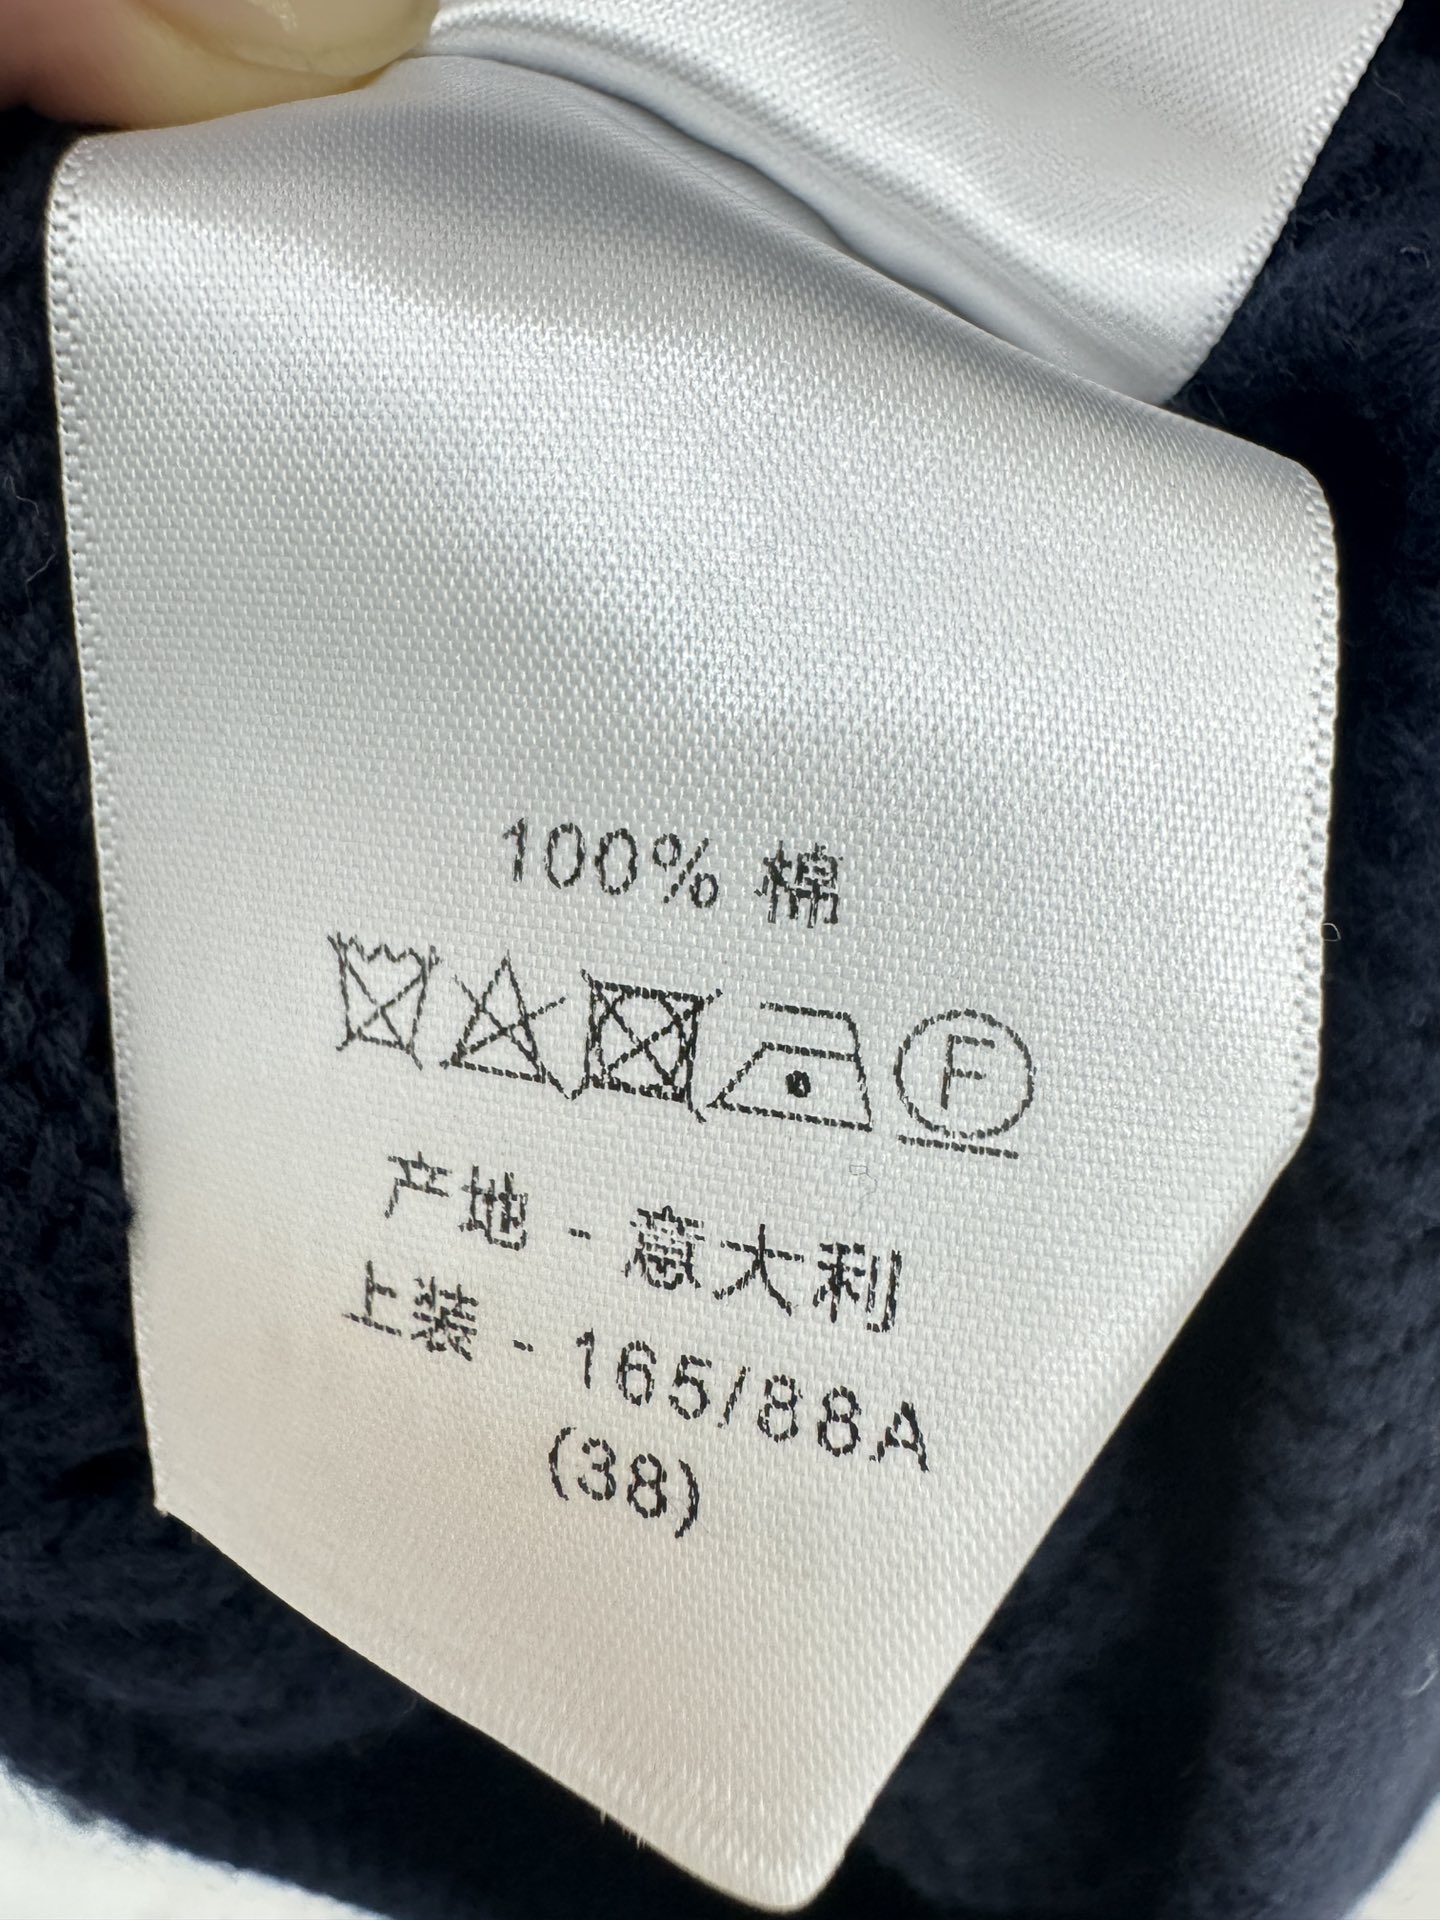 100% 棉
F
产地 - 意大利
上装 - 165/88A
(38)